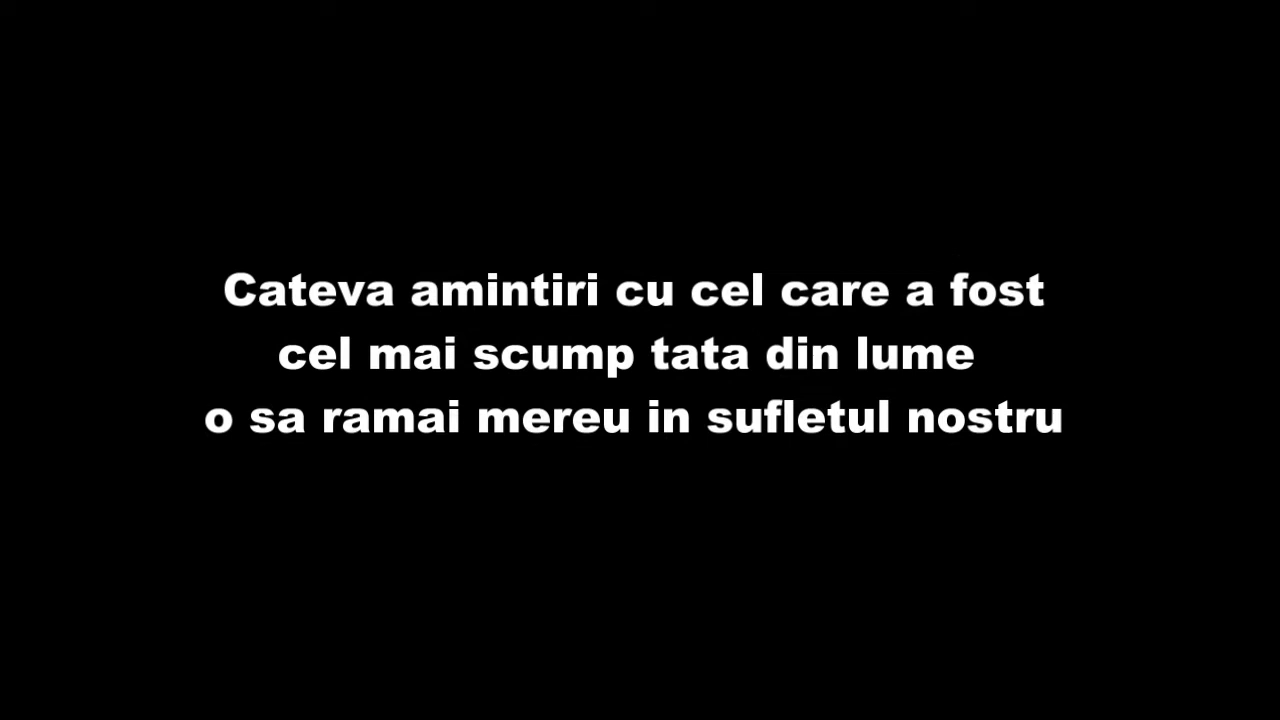 Cateva amintiri cu cel care a fost
cel mai scump tata din lume
o sa ramai mereu in sufletul nostru